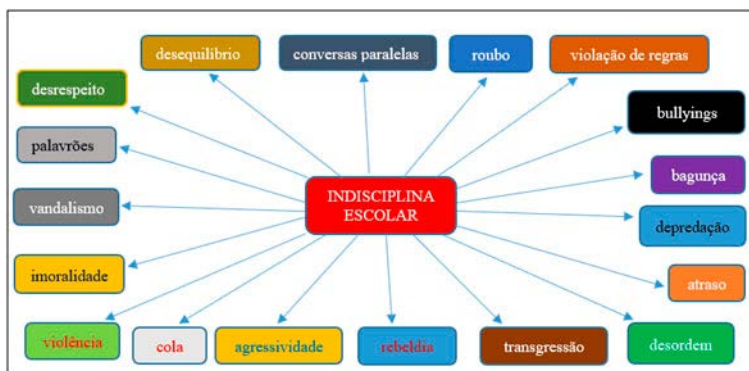 desequilíbrio
conversas paralelas
roubo
violação de regras
desrespeito
bullyings
palavrões
bagunça
INDISCIPLINA
ESCOLAR
vandalismo
depredação
imoralidade
atraso
violência
cola
agressividade
rebeldia
transgressão
desordem